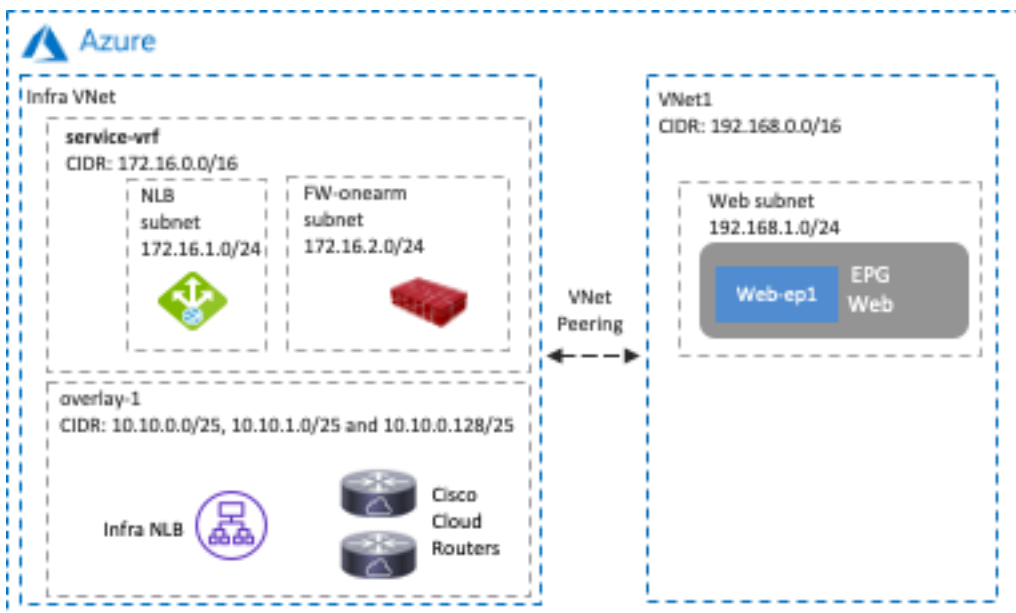 Azure
Infra VNet
service-vrf
CIDR: 172.16.0.0/16
NLB
subnet
172.16.1.0/24
FW-onearm
subnet
172.16.2.0/24
overlay-1
CIDR: 10.10.0.0/25, 10.10.1.0/25 and 10.10.0.128/25
Infra NLB
Cisco
Cloud
Routers
VNet
Peering
VNet1
CIDR: 192.168.0.0/16
Web subnet
192.168.1.0/24
Web-ep1
EPG
Web